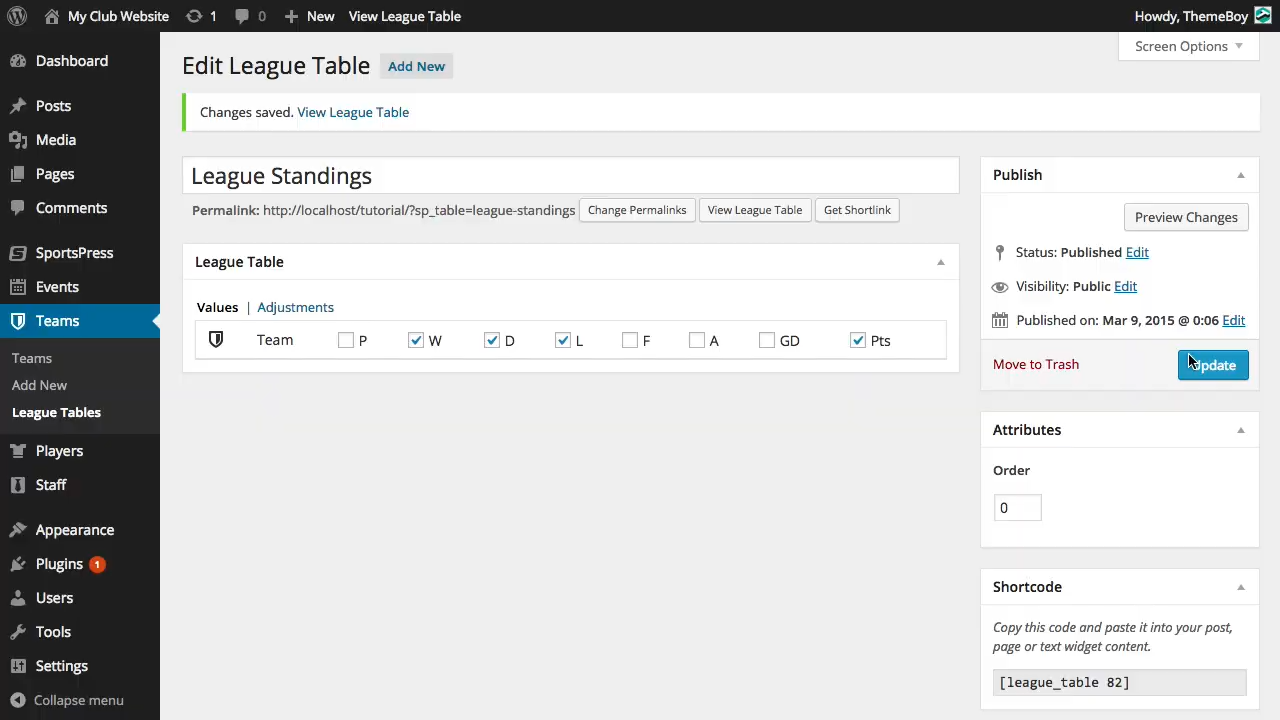 My Club Website 1 0 New View League Table Howdy, ThemeBoy
Screen Options
Dashboard
Posts
Media
Pages
Comments
SportsPress
Events
Teams
Teams
Add New
League Tables
Players
Staff
Appearance
Plugins 1
Users
Tools
Settings
Collapse menu
Edit League Table Add New
Changes saved. View League Table
League Standings
Permalink: http://localhost/tutorial/?sp_table=league-standings Change Permalinks View League Table Get Shortlink
League Table
Values | Adjustments
Team P W D L F A GD Pts
Publish
Preview Changes
Status: Published Edit
Visibility: Public Edit
Published on: Mar 9, 2015 @ 0:06 Edit
Move to Trash Update
Attributes
Order
0
Shortcode
Copy this code and paste it into your post,
page or text widget content.
[league_table 82]